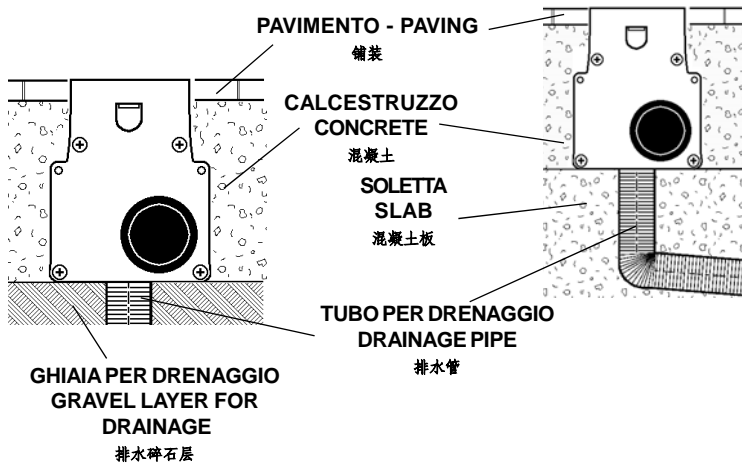 PAVIMENTO - PAVING
铺装
CALCESTRUZZO
CONCRETE
混凝土
SOLETTA
SLAB
混凝土板
TUBO PER DRENAGGIO
DRAINAGE PIPE
排水管
GHIAIA PER DRENAGGIO
GRAVEL LAYER FOR
DRAINAGE
排水碎石层